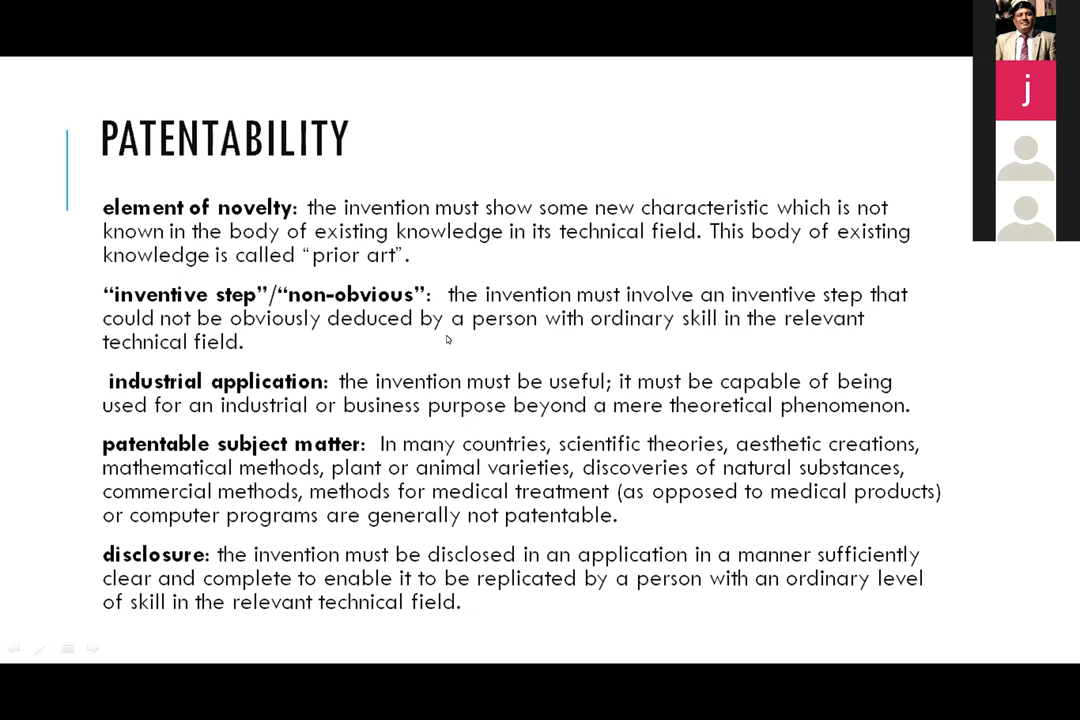 PATENTABILITY
element of novelty: the invention must show some new characteristic which is not
known in the body of existing knowledge in its technical field. This body of existing
knowledge is called “prior art”.
“inventive step”/“non-obvious”: the invention must involve an inventive step that
could not be obviously deduced by a person with ordinary skill in the relevant
technical field.
industrial application: the invention must be useful; it must be capable of being
used for an industrial or business purpose beyond a mere theoretical phenomenon.
patentable subject matter: In many countries, scientific theories, aesthetic creations,
mathematical methods, plant or animal varieties, discoveries of natural substances,
commercial methods, methods for medical treatment (as opposed to medical products)
or computer programs are generally not patentable.
disclosure: the invention must be disclosed in an application in a manner sufficiently
clear and complete to enable it to be replicated by a person with an ordinary level
of skill in the relevant technical field.
j